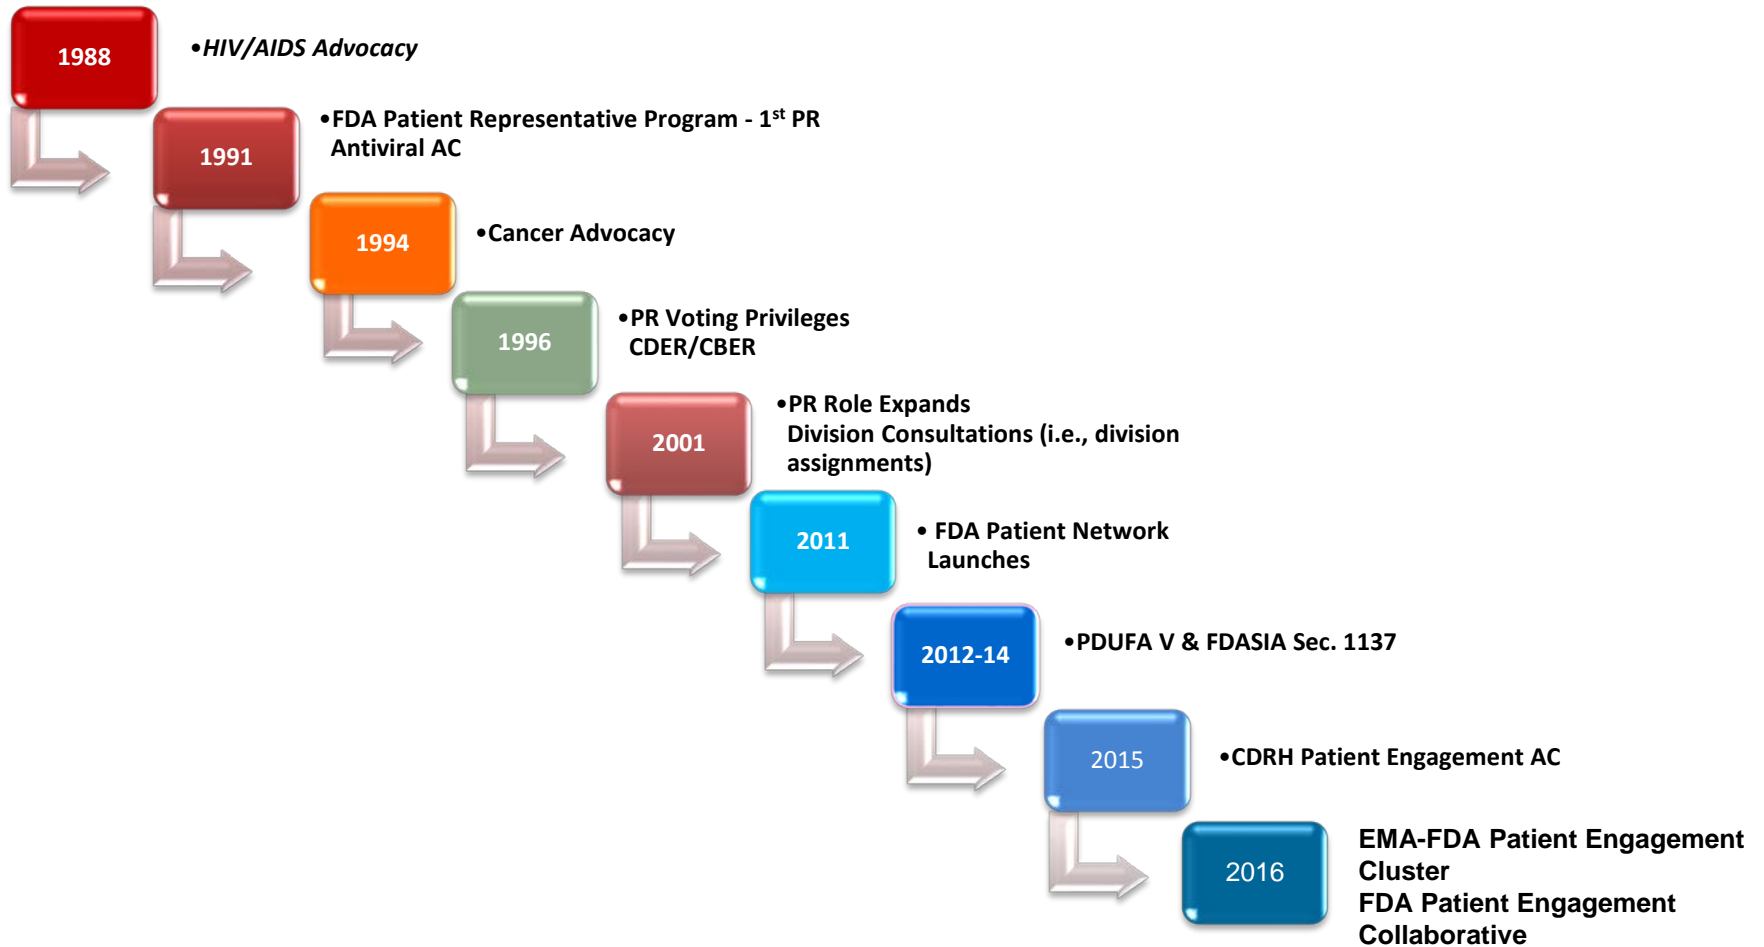 1988
•HIV/AIDS Advocacy
1991
•FDA Patient Representative Program - 1st PR
Antiviral AC
1994
•Cancer Advocacy
1996
•PR Voting Privileges
CDER/CBER
2001
•PR Role Expands
Division Consultations (i.e., division
assignments)
2011
• FDA Patient Network
Launches
2012-14
•PDUFA V & FDASIA Sec. 1137
2015
•CDRH Patient Engagement AC
2016
EMA-FDA Patient Engagement
Cluster
FDA Patient Engagement
Collaborative